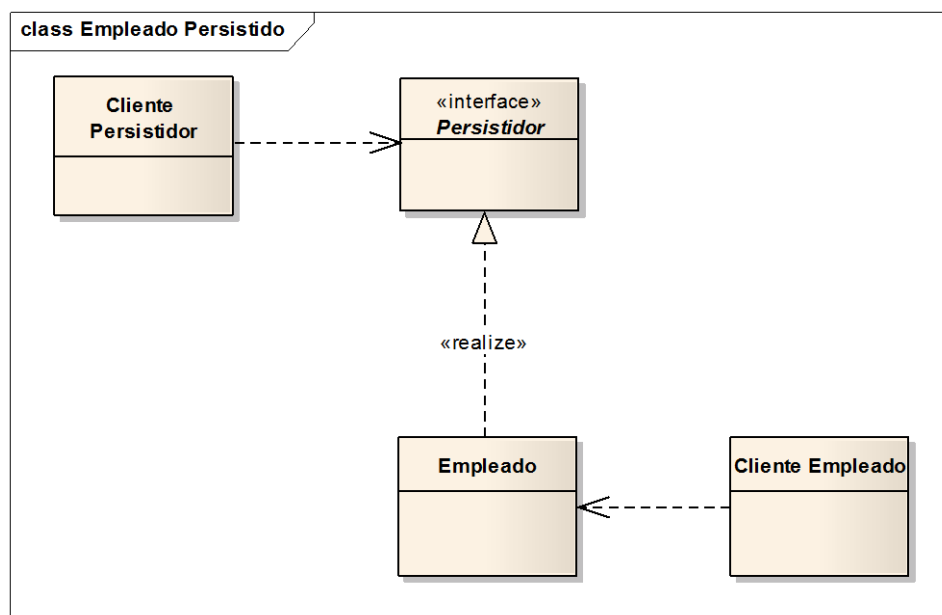 class Empleado Persistido
Cliente
Persistidor
«interface»
Persistidor
«realize»
Empleado
Cliente Empleado